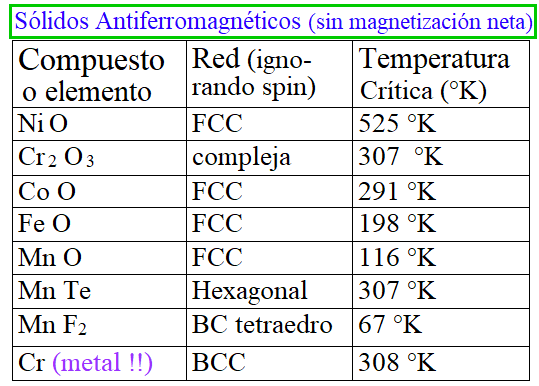 Sólidos Antiferromagnéticos (sin magnetización neta)
Compuesto o elemento | Red (igno-rando spin) | Temperatura Crítica (°K)
Ni O | FCC | 525 °K
Cr2 O3 | compleja | 307 °K
Co O | FCC | 291 °K
Fe O | FCC | 198 °K
Mn O | FCC | 116 °K
Mn Te | Hexagonal | 307 °K
Mn F2 | BC tetraedro | 67 °K
Cr (metal !!) | BCC | 308 °K